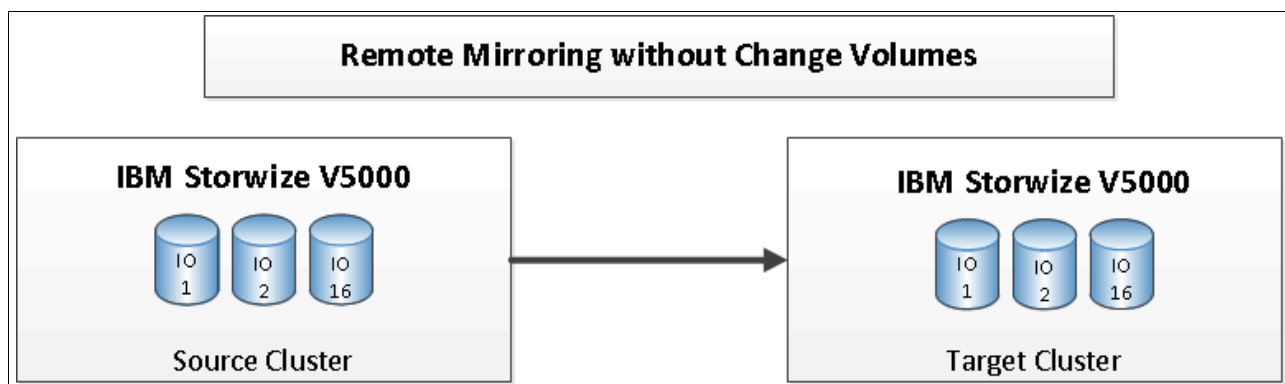 Remote Mirroring without Change Volumes
IBM Storwize V5000
IO
1
IO
2
IO
16
Source Cluster
IBM Storwize V5000
IO
1
IO
2
IO
16
Target Cluster